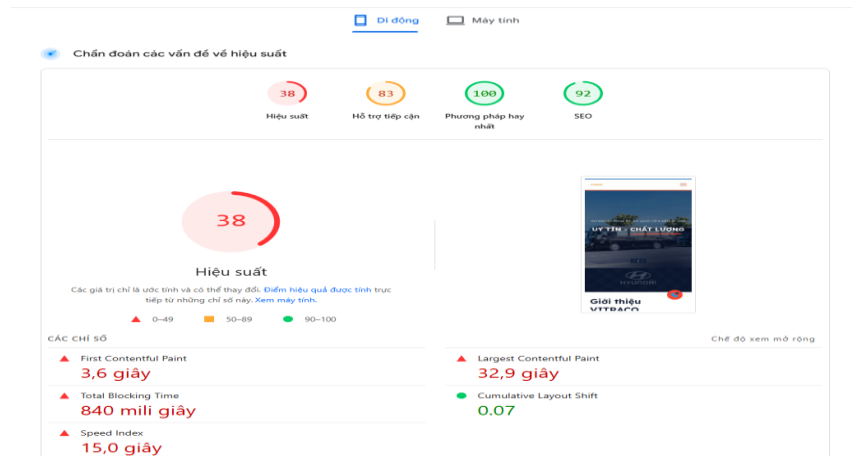 Di động
Máy tính
Chẩn đoán các vấn đề về hiệu suất
38
83
100
92
Hiệu suất
Hỗ trợ tiếp cận
Phương pháp hay
nhất
SEO
38
Hiệu suất
Các giá trị chỉ là ước tính và có thể thay đổi. Điểm hiệu quả được tính trực
tiếp từ những chỉ số này. Xem máy tính.
0–49
50–89
90–100
UY TÍN - CHẤT LƯỢNG
HYUNDAI
Giới thiệu
VITRACO
CÁC CHỈ SỐ
Chế độ xem mở rộng
First Contentful Paint
3,6 giây
Largest Contentful Paint
32,9 giây
Total Blocking Time
840 mili giây
Cumulative Layout Shift
0.07
Speed Index
15,0 giây